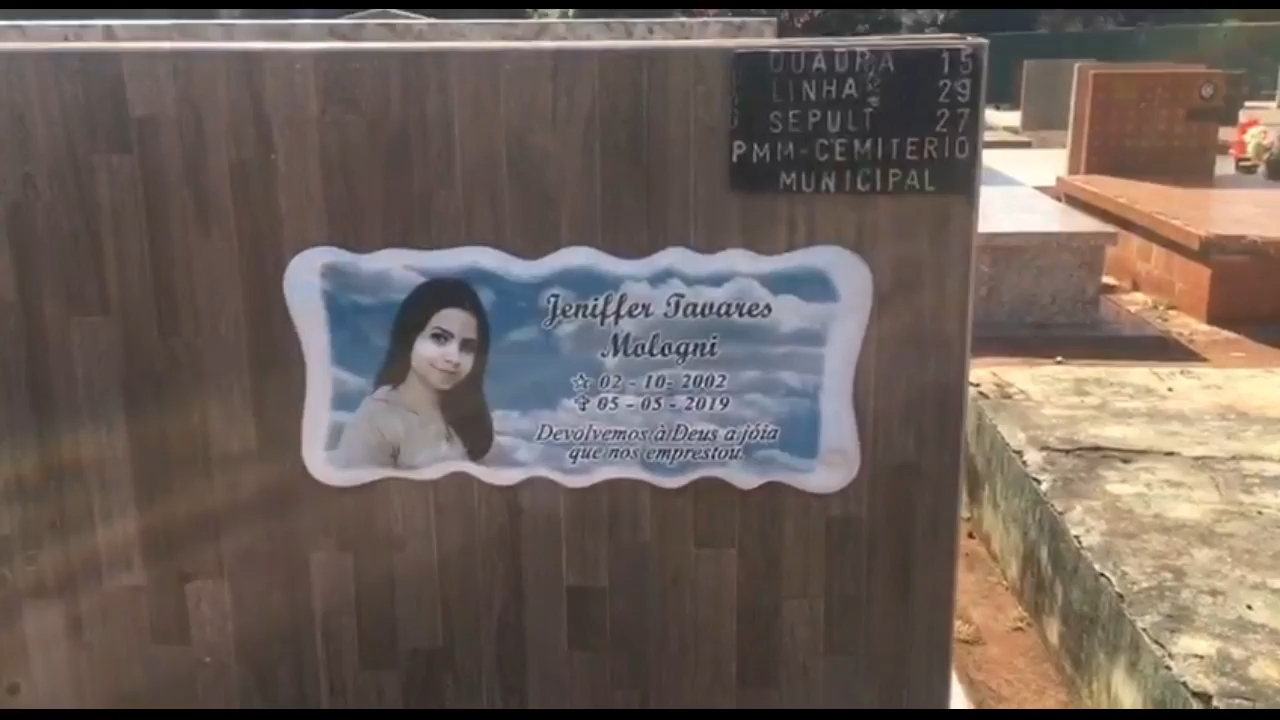 QUADRA 15
LINHA 29
SEPULT 27
PMM-CEMITERIO
MUNICIPAL
Jeniffer Tavares
Mologni
☆ 02 - 10 - 2002
✞ 05 - 05 - 2019
Devolvemos à Deus a jóia
que nos emprestou.